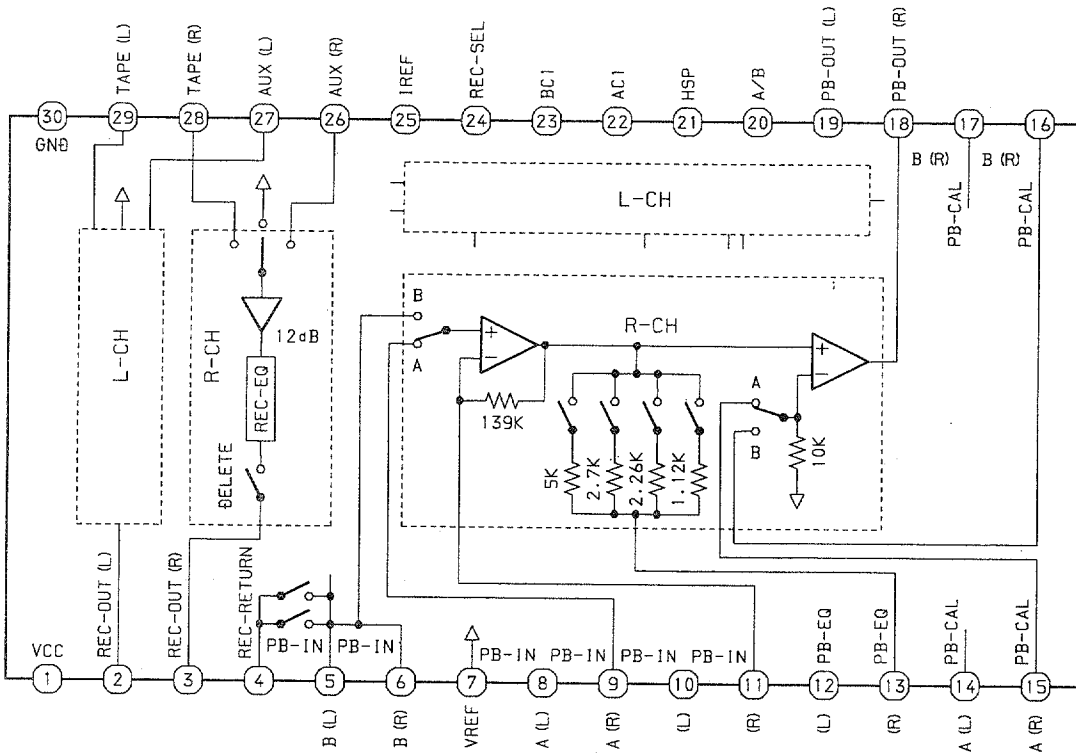 TAPE (L)
TAPE (R)
AUX (L)
AUX (R)
IREF
REC-SEL
BC1
AC1
HSP
A/B
PB-OUT (L)
PB-OUT (R)
30
29
28
27
26
25
24
23
22
21
20
19
18
17
16
GND
B (R)
PB-CAL
B (R)
PB-CAL
L-CH
L-CH
R-CH
12dB
REC-EQ
DELETE
B
A
+
−
139K
R-CH
5K
2.7K
2.26K
1.12K
A
B
+
−
10K
VCC
REC-OUT (L)
REC-OUT (R)
REC-RETURN
PB-IN
PB-IN
PB-IN
PB-IN
PB-IN
PB-IN
PB-EQ
PB-EQ
PB-CAL
PB-CAL
1
2
3
4
5
6
7
8
9
10
11
12
13
14
15
B (L)
B (R)
VREF
A (L)
A (R)
(L)
(R)
(L)
(R)
A (L)
A (R)